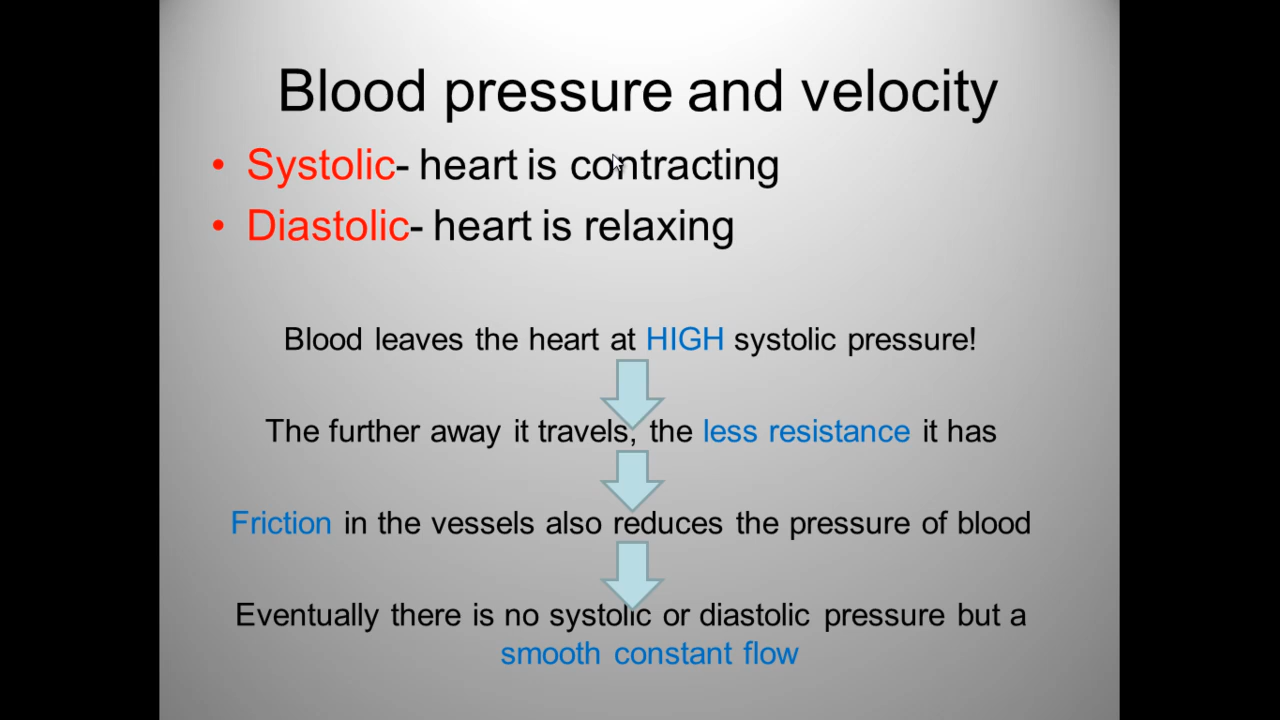 Blood pressure and velocity
• Systolic- heart is contracting
• Diastolic- heart is relaxing
Blood leaves the heart at HIGH systolic pressure!
The further away it travels, the less resistance it has
Friction in the vessels also reduces the pressure of blood
Eventually there is no systolic or diastolic pressure but a
smooth constant flow